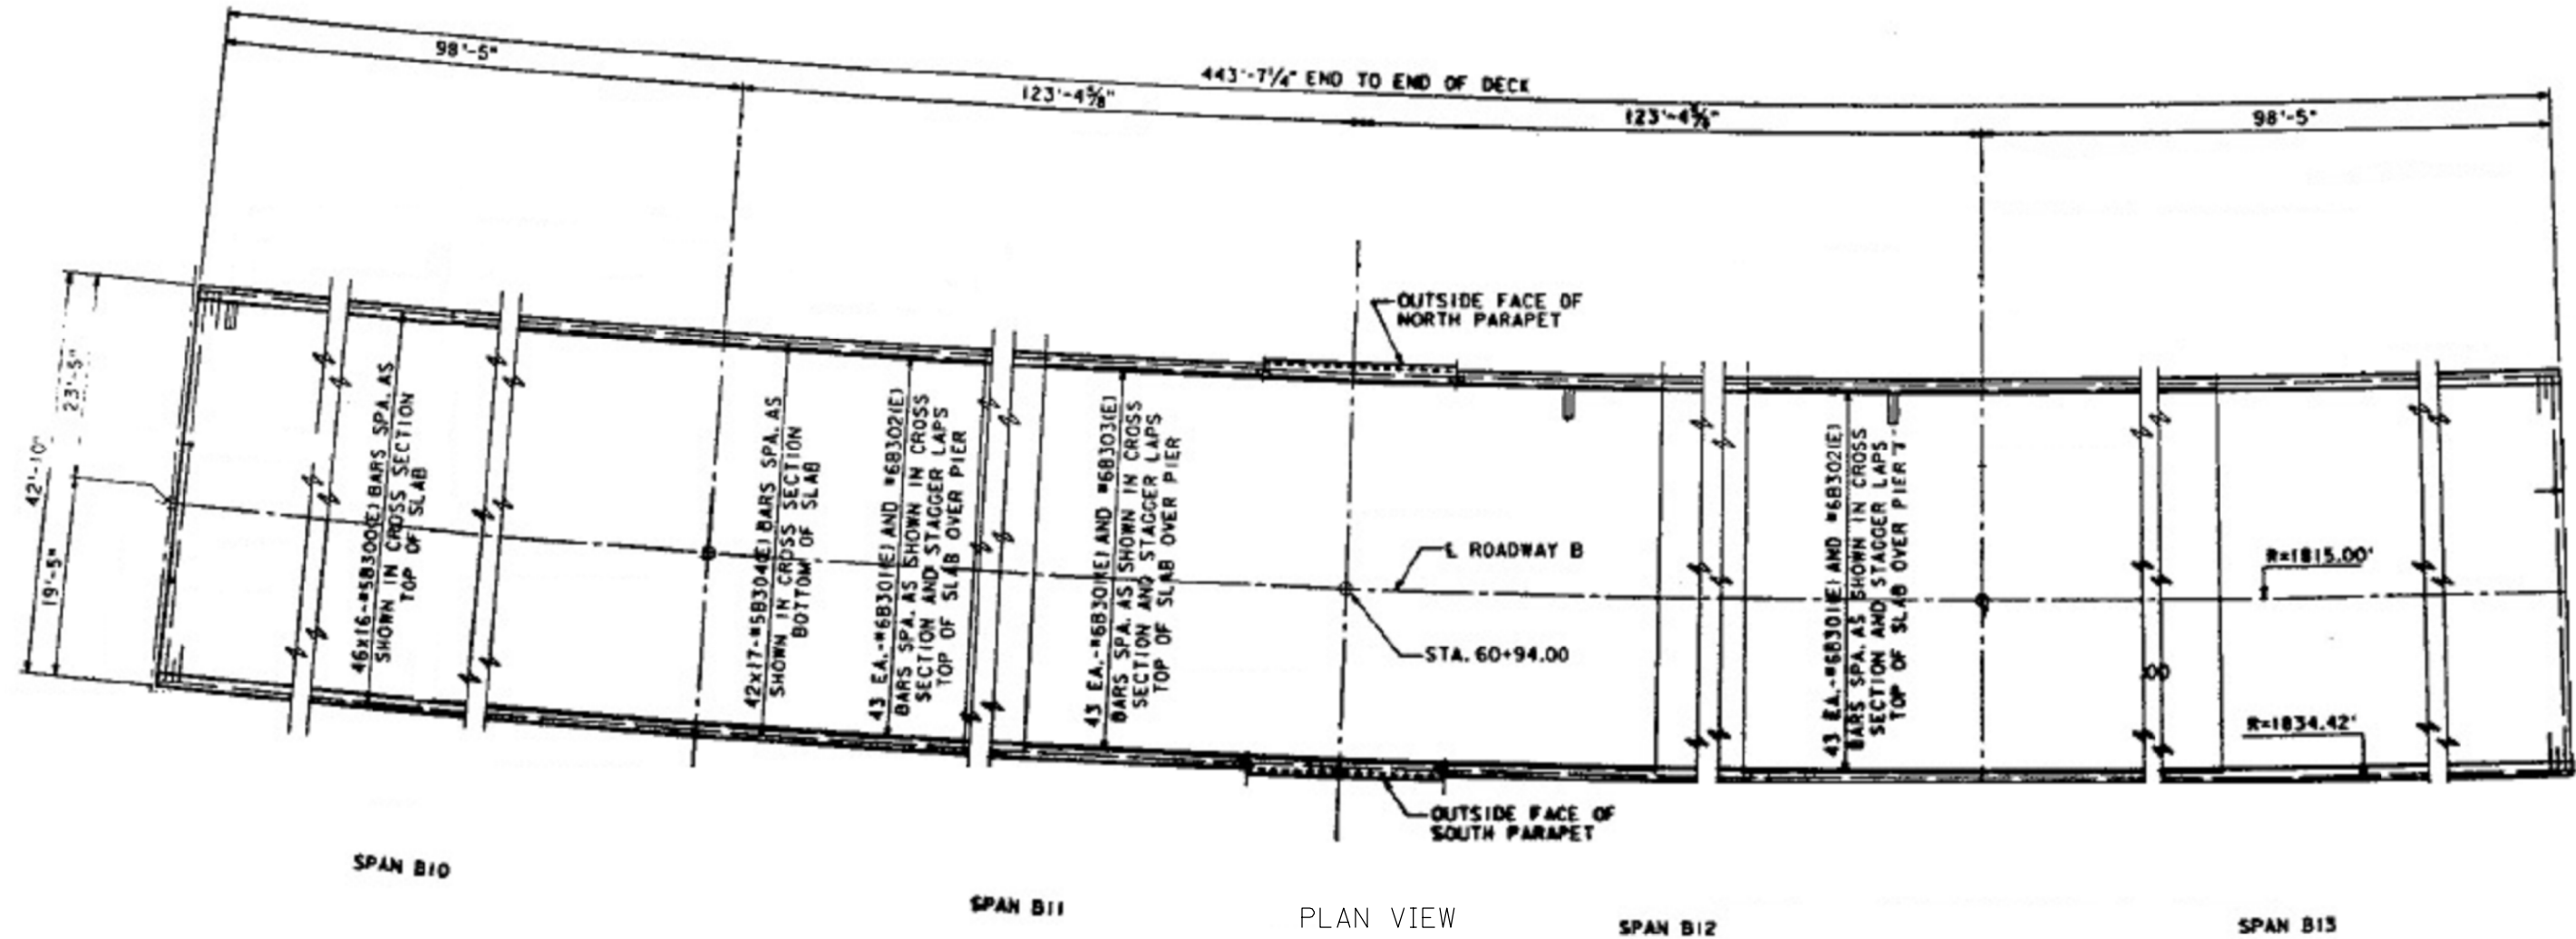 98'-5"
443'-7¼" END TO END OF DECK
123'-4⅝"
123'-4⅝"
98'-5"
OUTSIDE FACE OF
NORTH PARAPET
42'-10"
23'-5"
19'-5"
46x16-#5B300(E) BARS SPA. AS
SHOWN IN CROSS SECTION
TOP OF SLAB
42x17-#5B304(E) BARS SPA. AS
SHOWN IN CROSS SECTION
BOTTOM OF SLAB
43 EA.-#6B301(E) AND #6B302(E)
BARS SPA. AS SHOWN IN CROSS
SECTION AND STAGGER LAPS
TOP OF SLAB OVER PIER
43 EA.-#6B301(E) AND #6B303(E)
BARS SPA. AS SHOWN IN CROSS
SECTION AND STAGGER LAPS
TOP OF SLAB OVER PIER
℄ ROADWAY B
STA. 60+94.00
43 EA.-#6B301(E) AND #6B302(E)
BARS SPA. AS SHOWN IN CROSS
SECTION AND STAGGER LAPS
TOP OF SLAB OVER PIER
R=1815.00'
00
R=1834.42'
OUTSIDE FACE OF
SOUTH PARAPET
SPAN B10
SPAN B11
PLAN VIEW
SPAN B12
SPAN B13